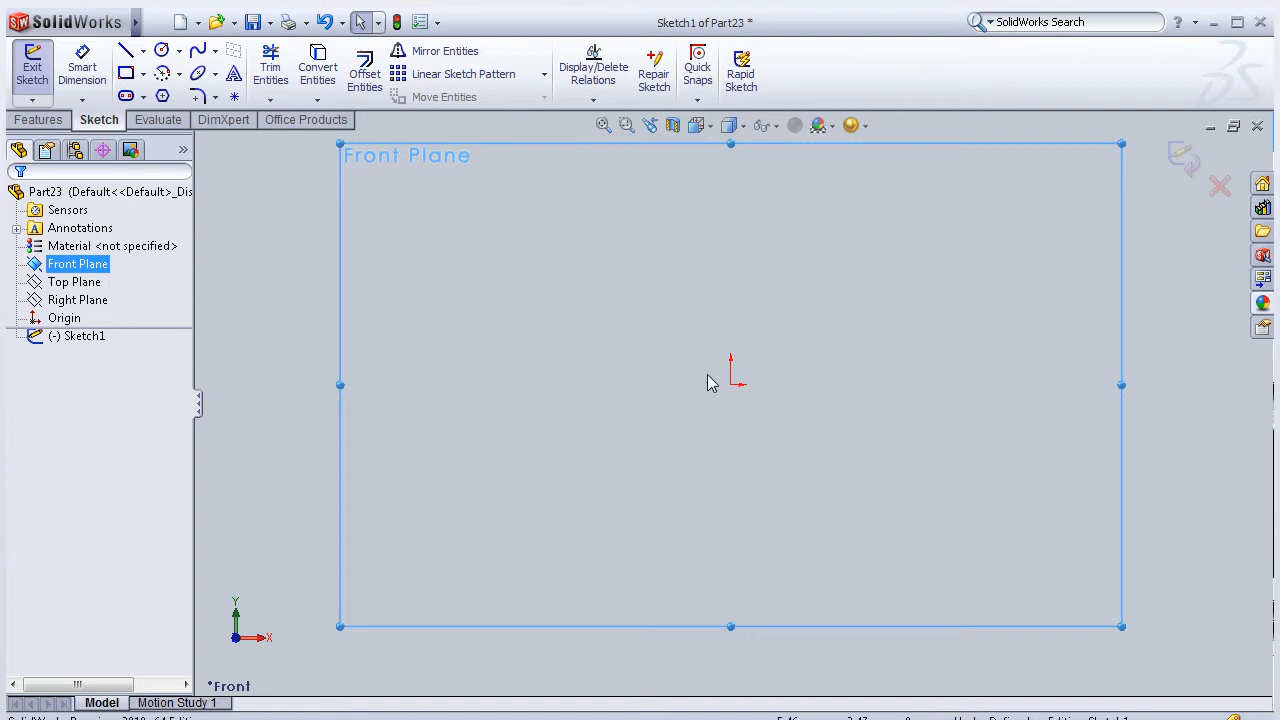 SolidWorks
Sketch1 of Part23 *
SolidWorks Search
Exit Sketch
Smart Dimension
Trim Entities
Convert Entities
Offset Entities
Mirror Entities
Linear Sketch Pattern
Move Entities
Display/Delete Relations
Repair Sketch
Quick Snaps
Rapid Sketch
Features
Sketch
Evaluate
DimXpert
Office Products
Part23 (Default<<Default>_Dis
Sensors
Annotations
Material <not specified>
Front Plane
Top Plane
Right Plane
Origin
(-) Sketch1
Front Plane
Y
X
*Front
Model
Motion Study 1